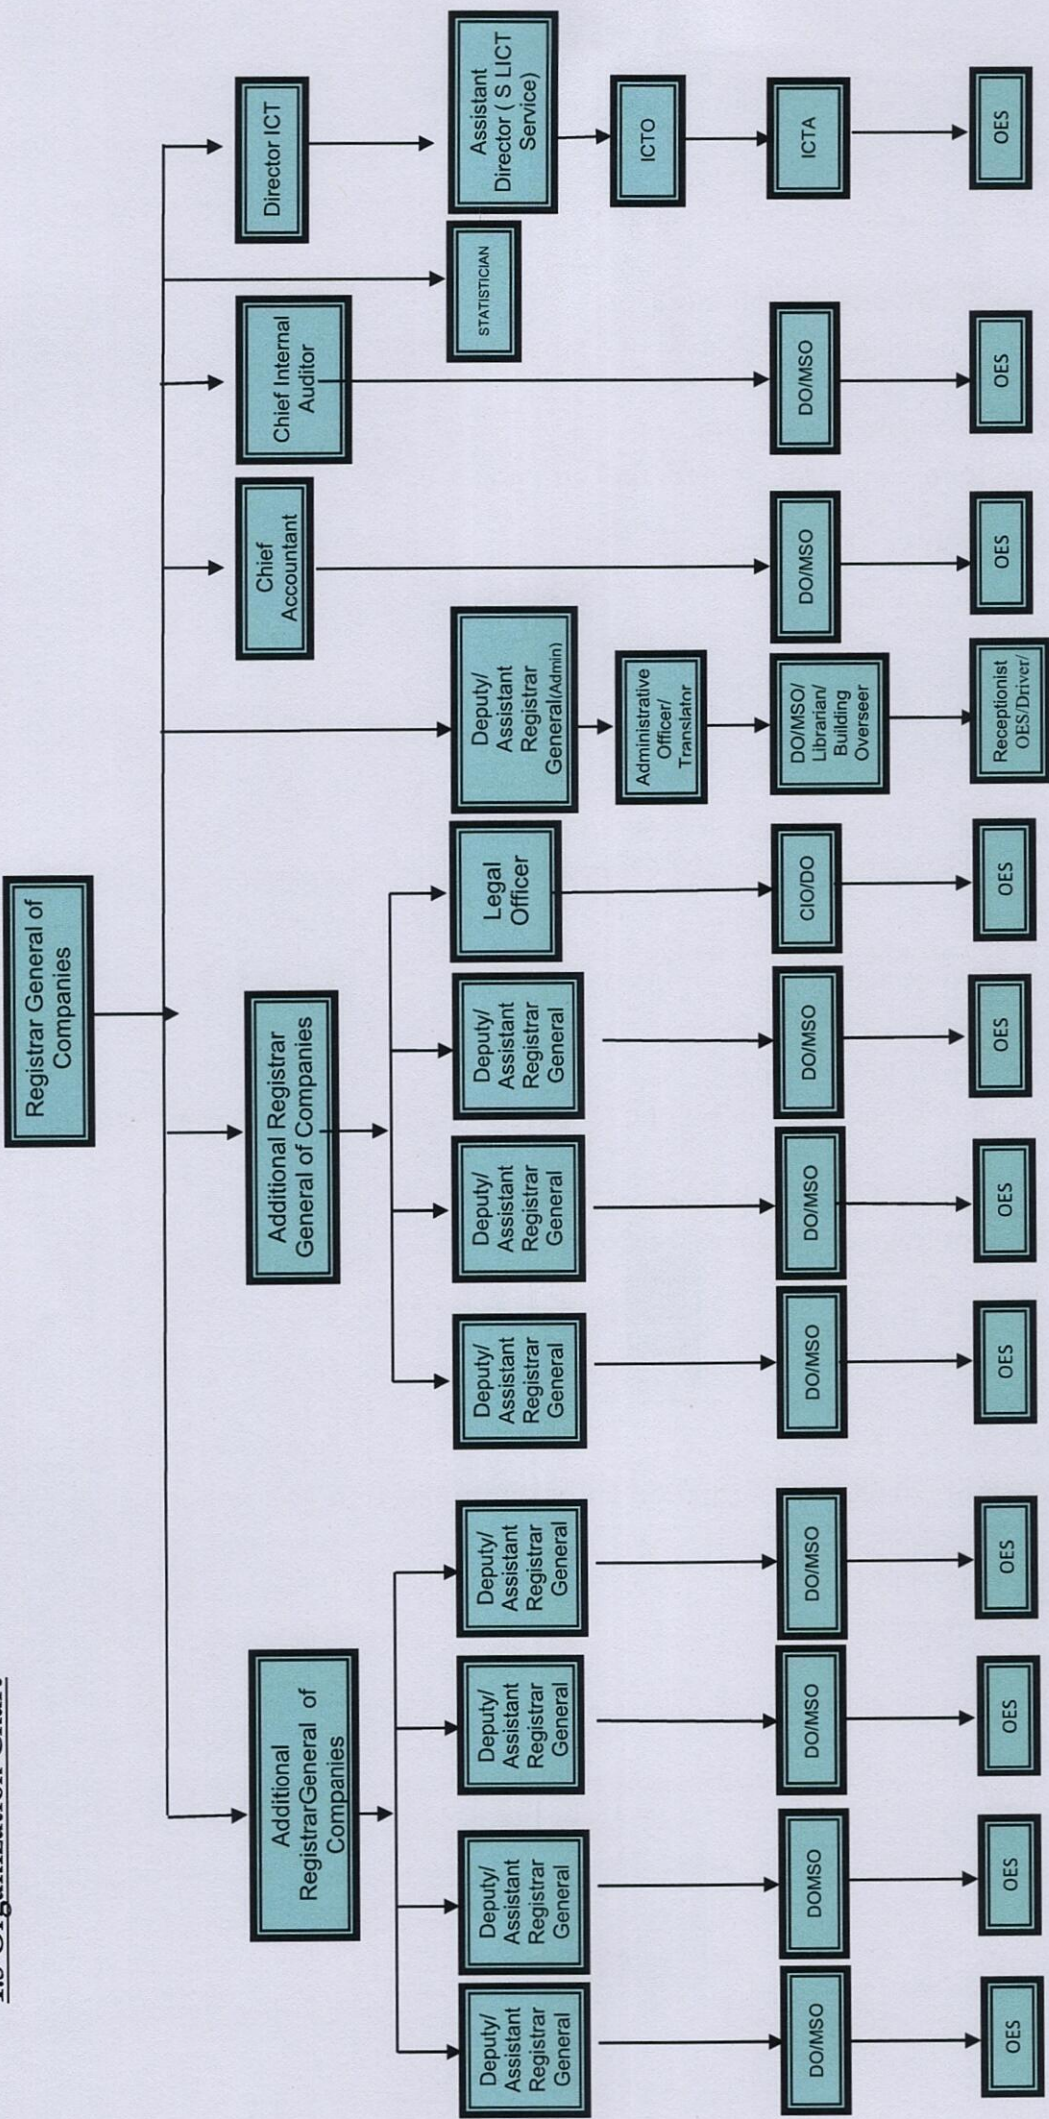 Organization Chart
Registrar General of
Companies
Additional
RegistrarGeneral of
Companies
Additional Registrar
General of Companies
Chief
Accountant
Chief Internal
Auditor
Director ICT
Deputy/
Assistant
Registrar
General
Deputy/
Assistant
Registrar
General
Deputy/
Assistant
Registrar
General
Deputy/
Assistant
Registrar
General
Deputy/
Assistant
Registrar
General
Deputy/
Assistant
Registrar
General
Deputy/
Assistant
Registrar
General
Legal
Officer
Deputy/
Assistant
Registrar
General(Admin)
STATISTICIAN
Assistant
Director ( S LICT
Service)
Administrative
Officer/
Translator
ICTO
DO/MSO
DOMSO
DO/MSO
DO/MSO
DO/MSO
DO/MSO
DO/MSO
CIO/DO
DO/MSO/
Librarian/
Building
Overseer
DO/MSO
DO/MSO
ICTA
OES
OES
OES
OES
OES
OES
OES
OES
Receptionist
OES/Driver/
OES
OES
OES